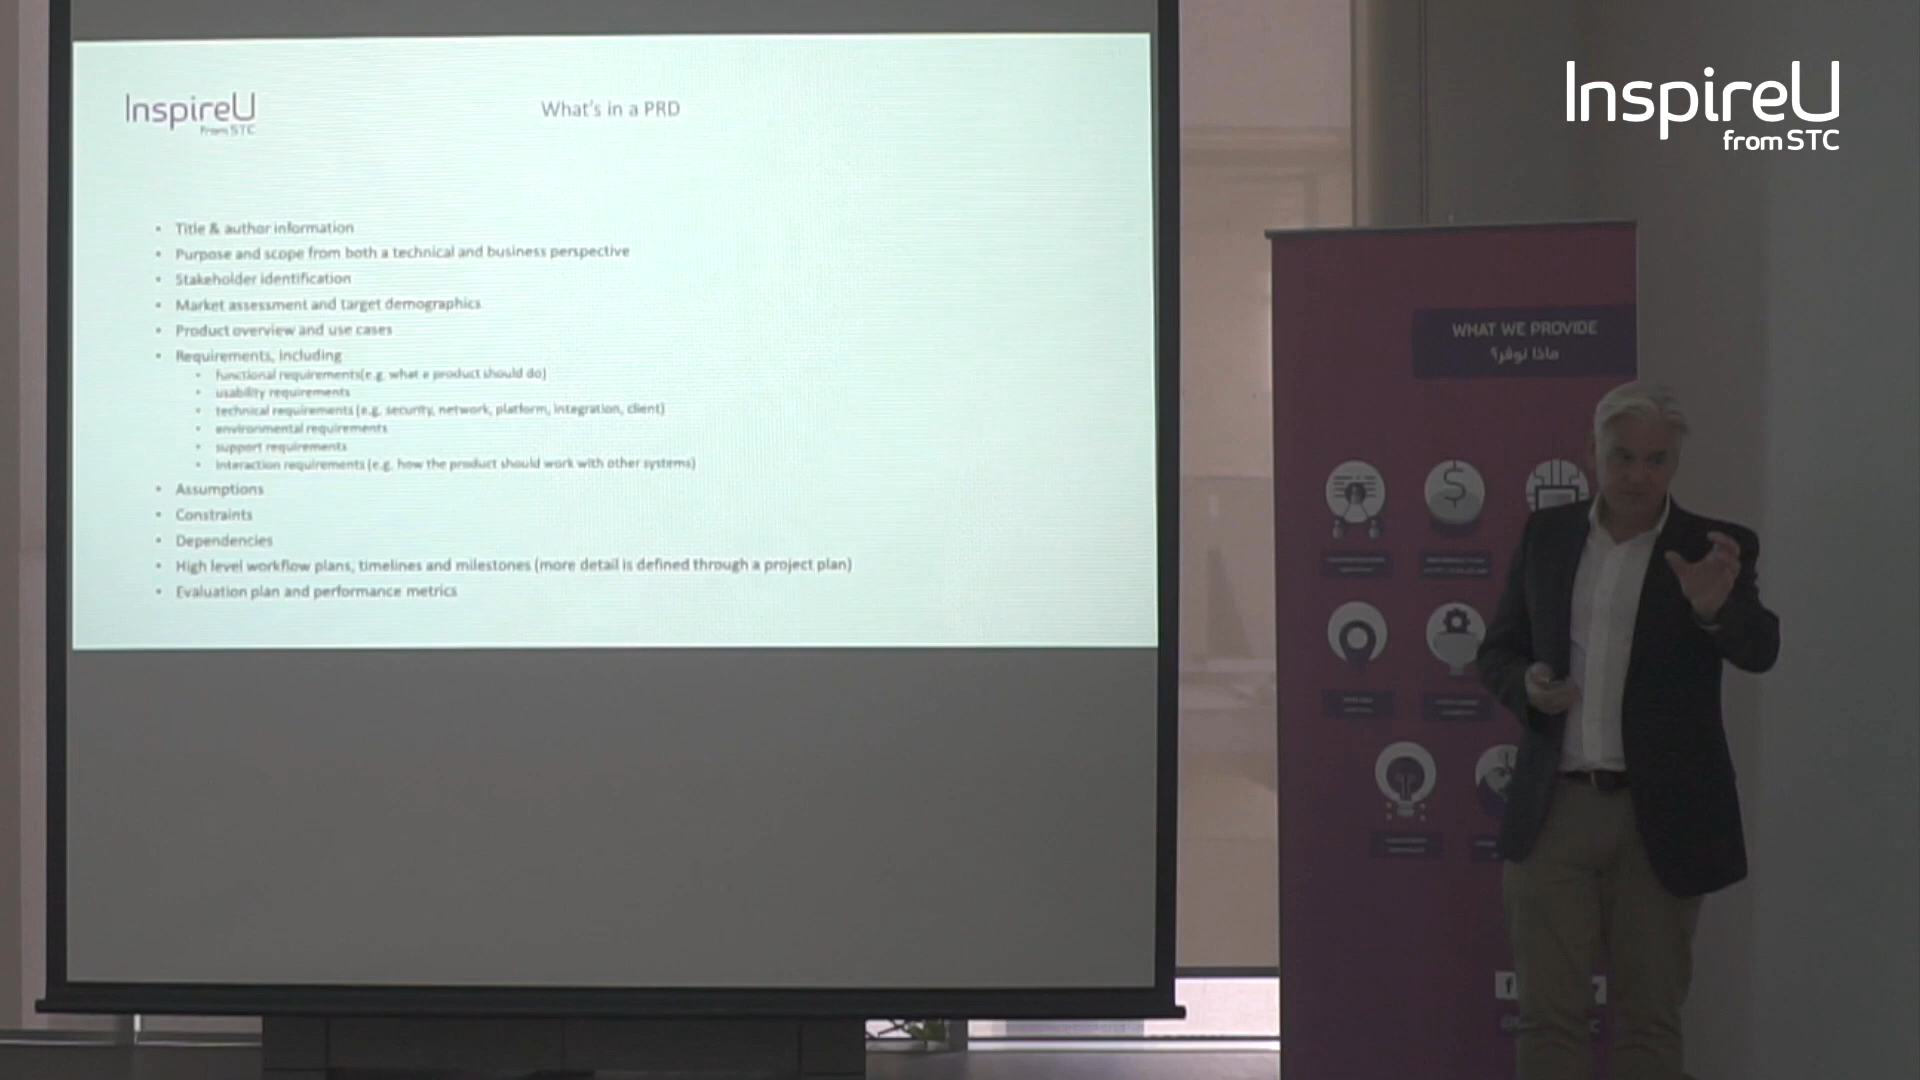 InspireU
from STC
What's in a PRD
• Title & author information
• Purpose and scope from both a technical and business perspective
• Stakeholder identification
• Market assessment and target demographics
• Product overview and use cases
• Requirements, including
• functional requirements(e.g. what a product should do)
• usability requirements
• technical requirements (e.g. security, network, platform, integration, client)
• environmental requirements
• support requirements
• interaction requirements (e.g. how the product should work with other systems)
• Assumptions
• Constraints
• Dependencies
• High level workflow plans, timelines and milestones (more detail is defined through a project plan)
• Evaluation plan and performance metrics
InspireU
from STC
WHAT WE PROVIDE
ماذا نوفر؟
$
f